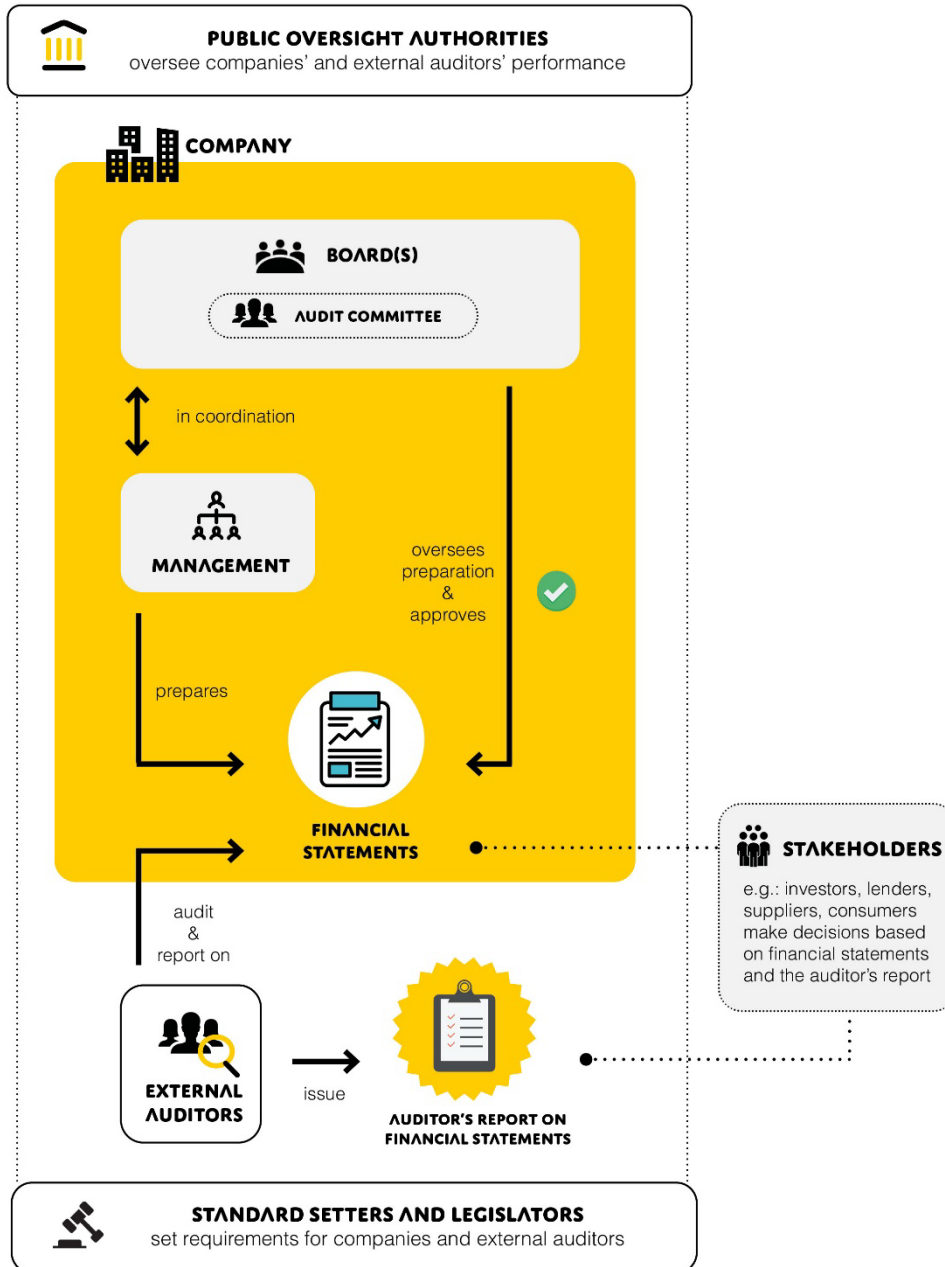 PUBLIC OVERSIGHT AUTHORITIES
oversee companies’ and external auditors’ performance
COMPANY
BOARD(S)
AUDIT COMMITTEE
in coordination
MANAGEMENT
oversees
preparation
&
approves
prepares
FINANCIAL
STATEMENTS
STAKEHOLDERS
e.g.: investors, lenders,
suppliers, consumers
make decisions based
on financial statements
and the auditor’s report
audit
&
report on
EXTERNAL
AUDITORS
issue
AUDITOR’S REPORT ON
FINANCIAL STATEMENTS
STANDARD SETTERS AND LEGISLATORS
set requirements for companies and external auditors